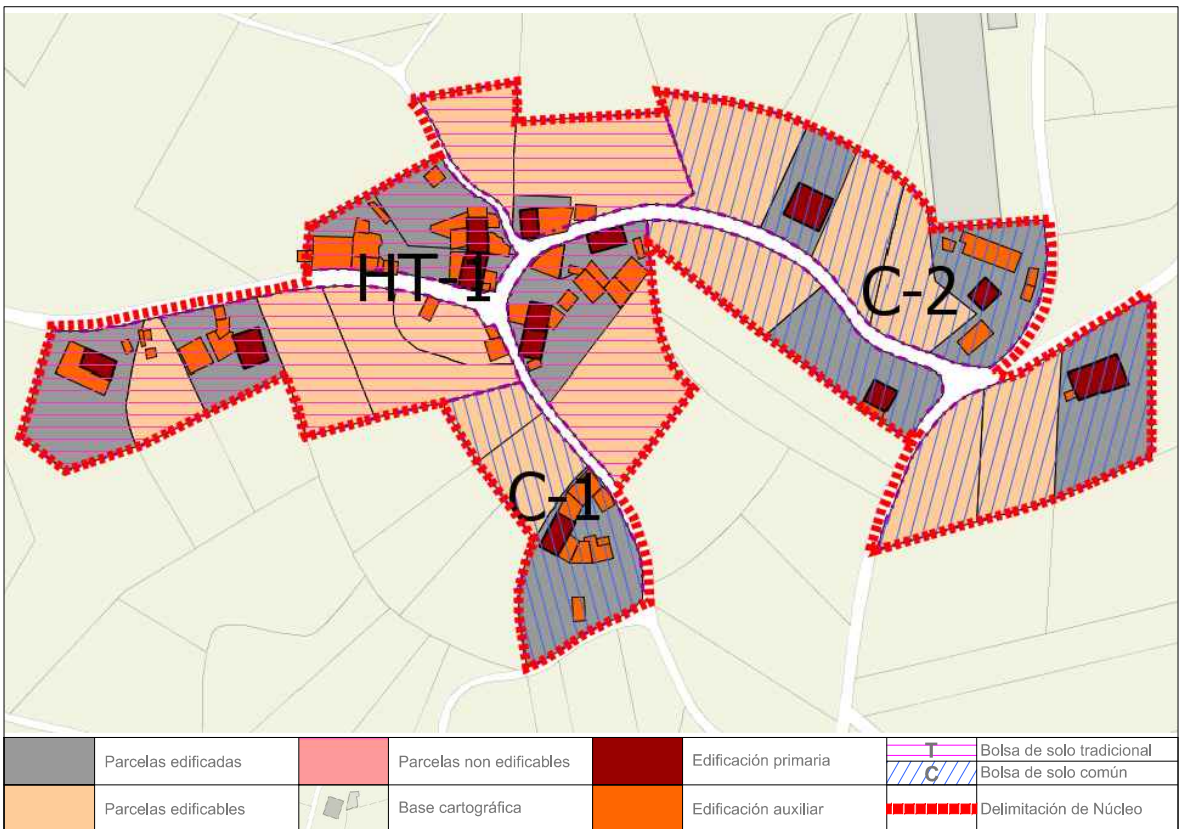 HT-1
C-2
C-1
Parcelas edificadas
Parcelas non edificables
Edificación primaria
T
Bolsa de solo tradicional
C
Bolsa de solo común
Parcelas edificables
Base cartográfica
Edificación auxiliar
Delimitación de Núcleo